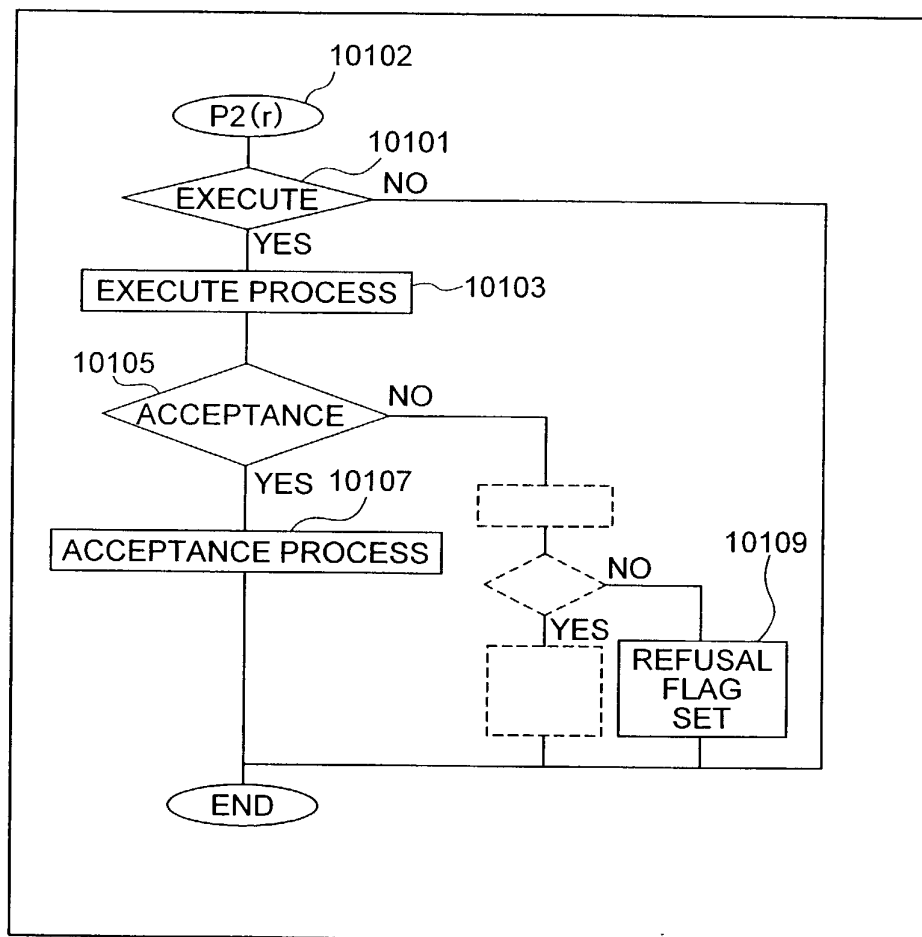 10102
P2(r)
10101
EXECUTE
NO
YES
EXECUTE PROCESS
10103
10105
ACCEPTANCE
NO
YES
10107
ACCEPTANCE PROCESS
10109
NO
YES
REFUSAL
FLAG
SET
END